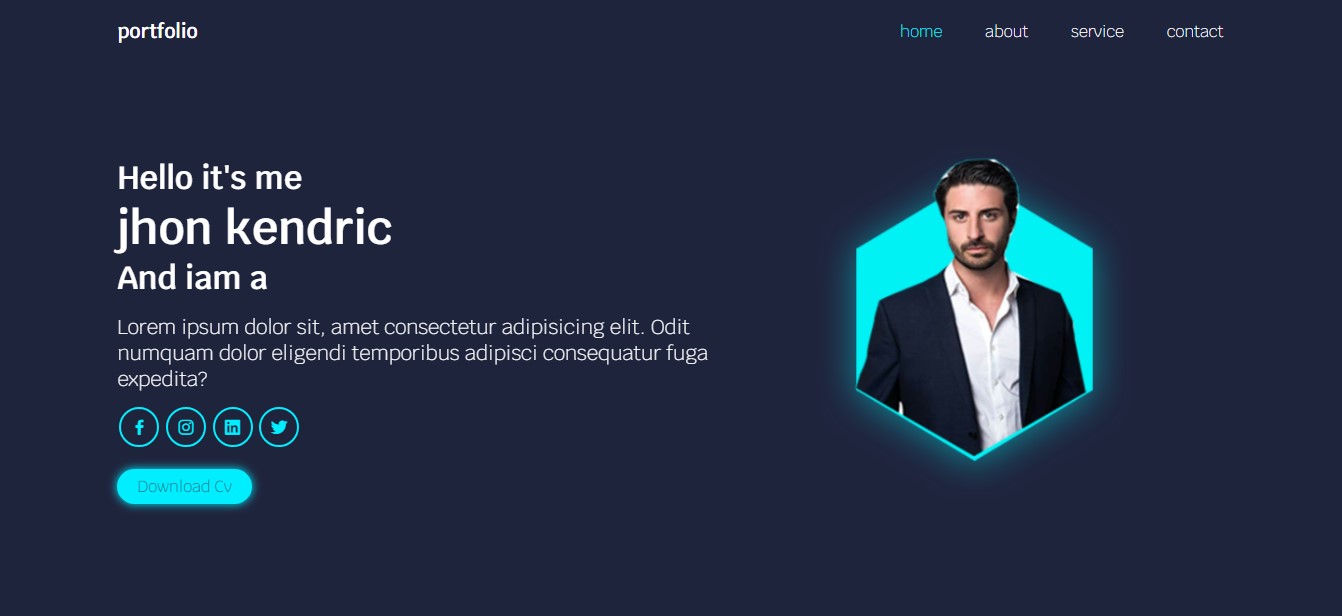 portfolio
home about service contact
Hello it's me
jhon kendric
And iam a
Lorem ipsum dolor sit, amet consectetur adipisicing elit. Odit
numquam dolor eligendi temporibus adipisci consequatur fuga
expedita?
Download Cv